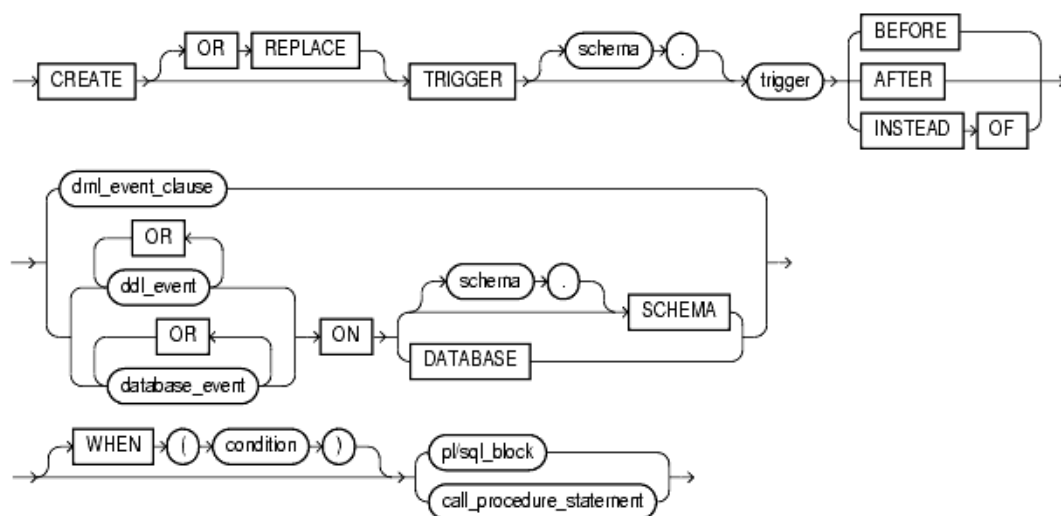 OR REPLACE schema . BEFORE
CREATE TRIGGER trigger AFTER
INSTEAD OF
dml_event_clause
OR
ddl_event schema .
OR ON SCHEMA
database_event DATABASE
WHEN ( condition ) pl/sql_block
call_procedure_statement